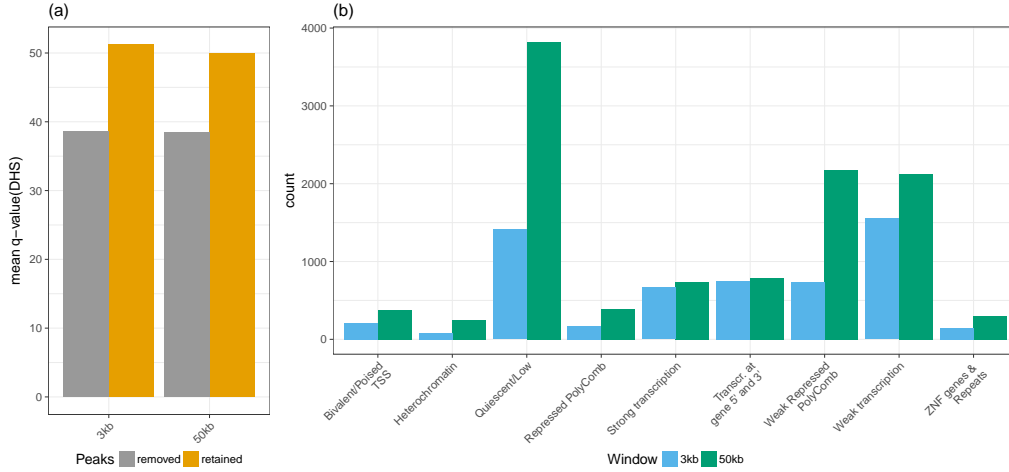 (a)
mean q−value(DHS)
50
40
30
20
10
0
3kb
50kb
Peaks removed retained
(b)
count
4000
3000
2000
1000
0
Bivalent/Poised
TSS
Heterochromatin
Quiescent/Low
Repressed PolyComb
Strong transcription
Transcr. at
gene 5' and 3'
Weak Repressed
PolyComb
Weak transcription
ZNF genes &
Repeats
Window 3kb 50kb